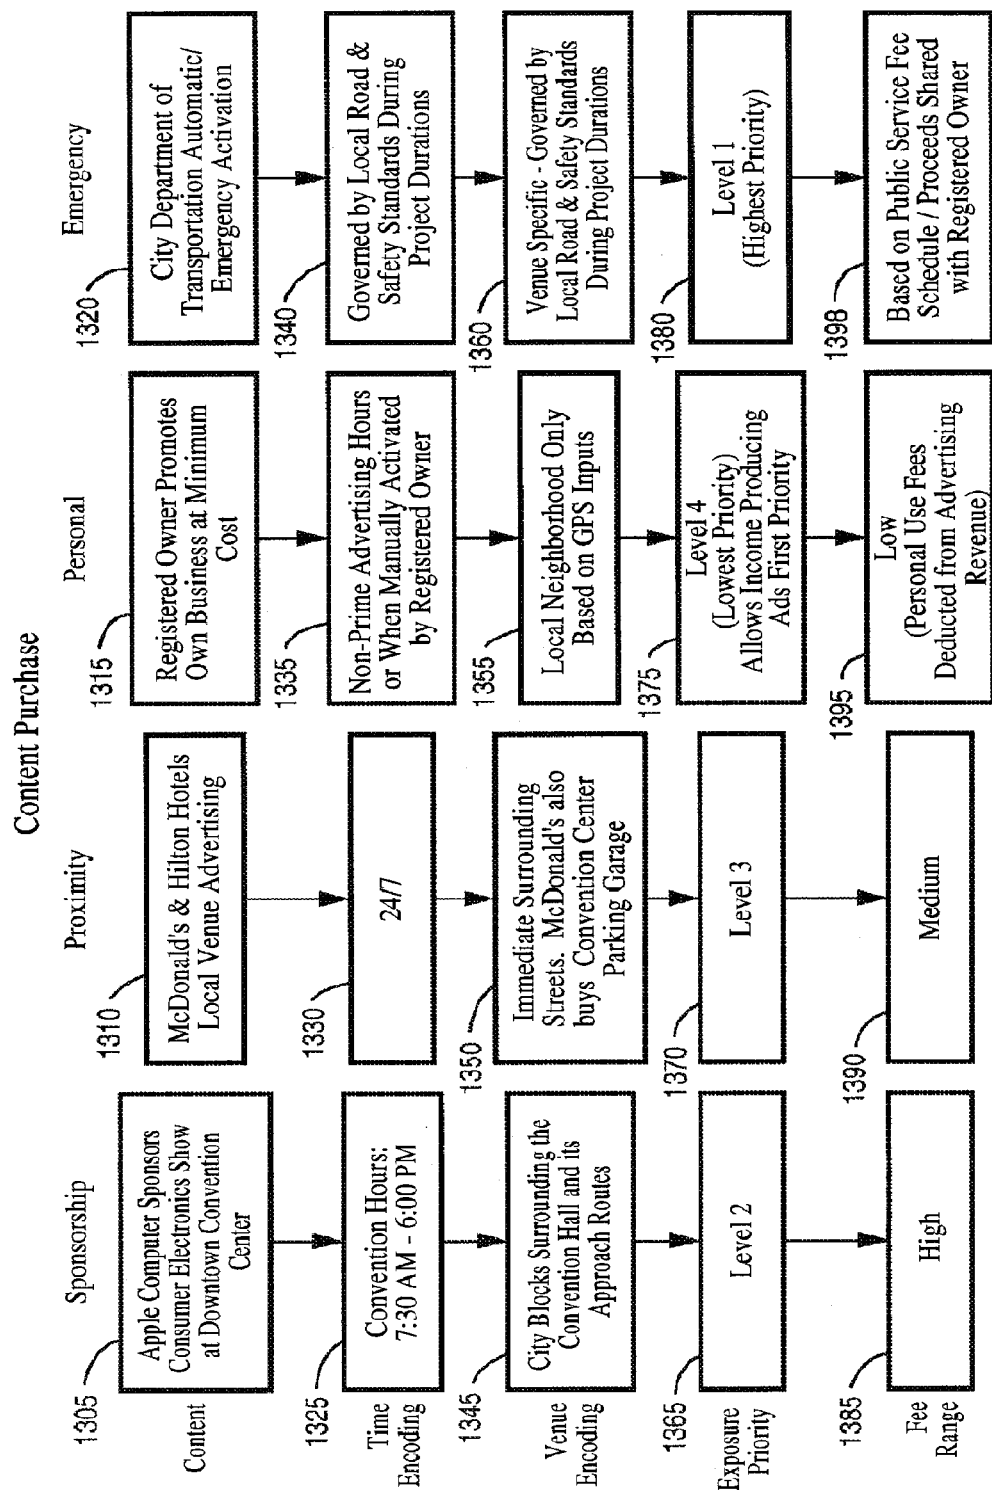 Content Purchase
Sponsorship
Proximity
Personal
Emergency
Content
1305
Apple Computer Sponsors
Consumer Electronics Show
at Downtown Convention
Center
1310
McDonald's & Hilton Hotels
Local Venue Advertising
1315
Registered Owner Promotes
Own Business at Minimum
Cost
1320
City Department of
Transportation Automatic/
Emergency Activation
Time
Encoding
1325
Convention Hours:
7:30 AM - 6:00 PM
1330
24/7
1335
Non-Prime Advertising Hours
or When Manually Activated
by Registered Owner
1340
Governed by Local Road &
Safety Standards During
Project Durations
Venue
Encoding
1345
City Blocks Surrounding the
Convention Hall and its
Approach Routes
1350
Immediate Surrounding
Streets. McDonald's also
buys Convention Center
Parking Garage
1355
Local Neighborhood Only
Based on GPS Inputs
1360
Venue Specific - Governed by
Local Road & Safety Standards
During Project Durations
Exposure
Priority
1365
Level 2
1370
Level 3
1375
Level 4
(Lowest Priority)
Allows Income Producing
Ads First Priority
1380
Level 1
(Highest Priority)
Fee
Range
1385
High
1390
Medium
1395
Low
(Personal Use Fees
Deducted from Advertising
Revenue)
1398
Based on Public Service Fee
Schedule / Proceeds Shared
with Registered Owner